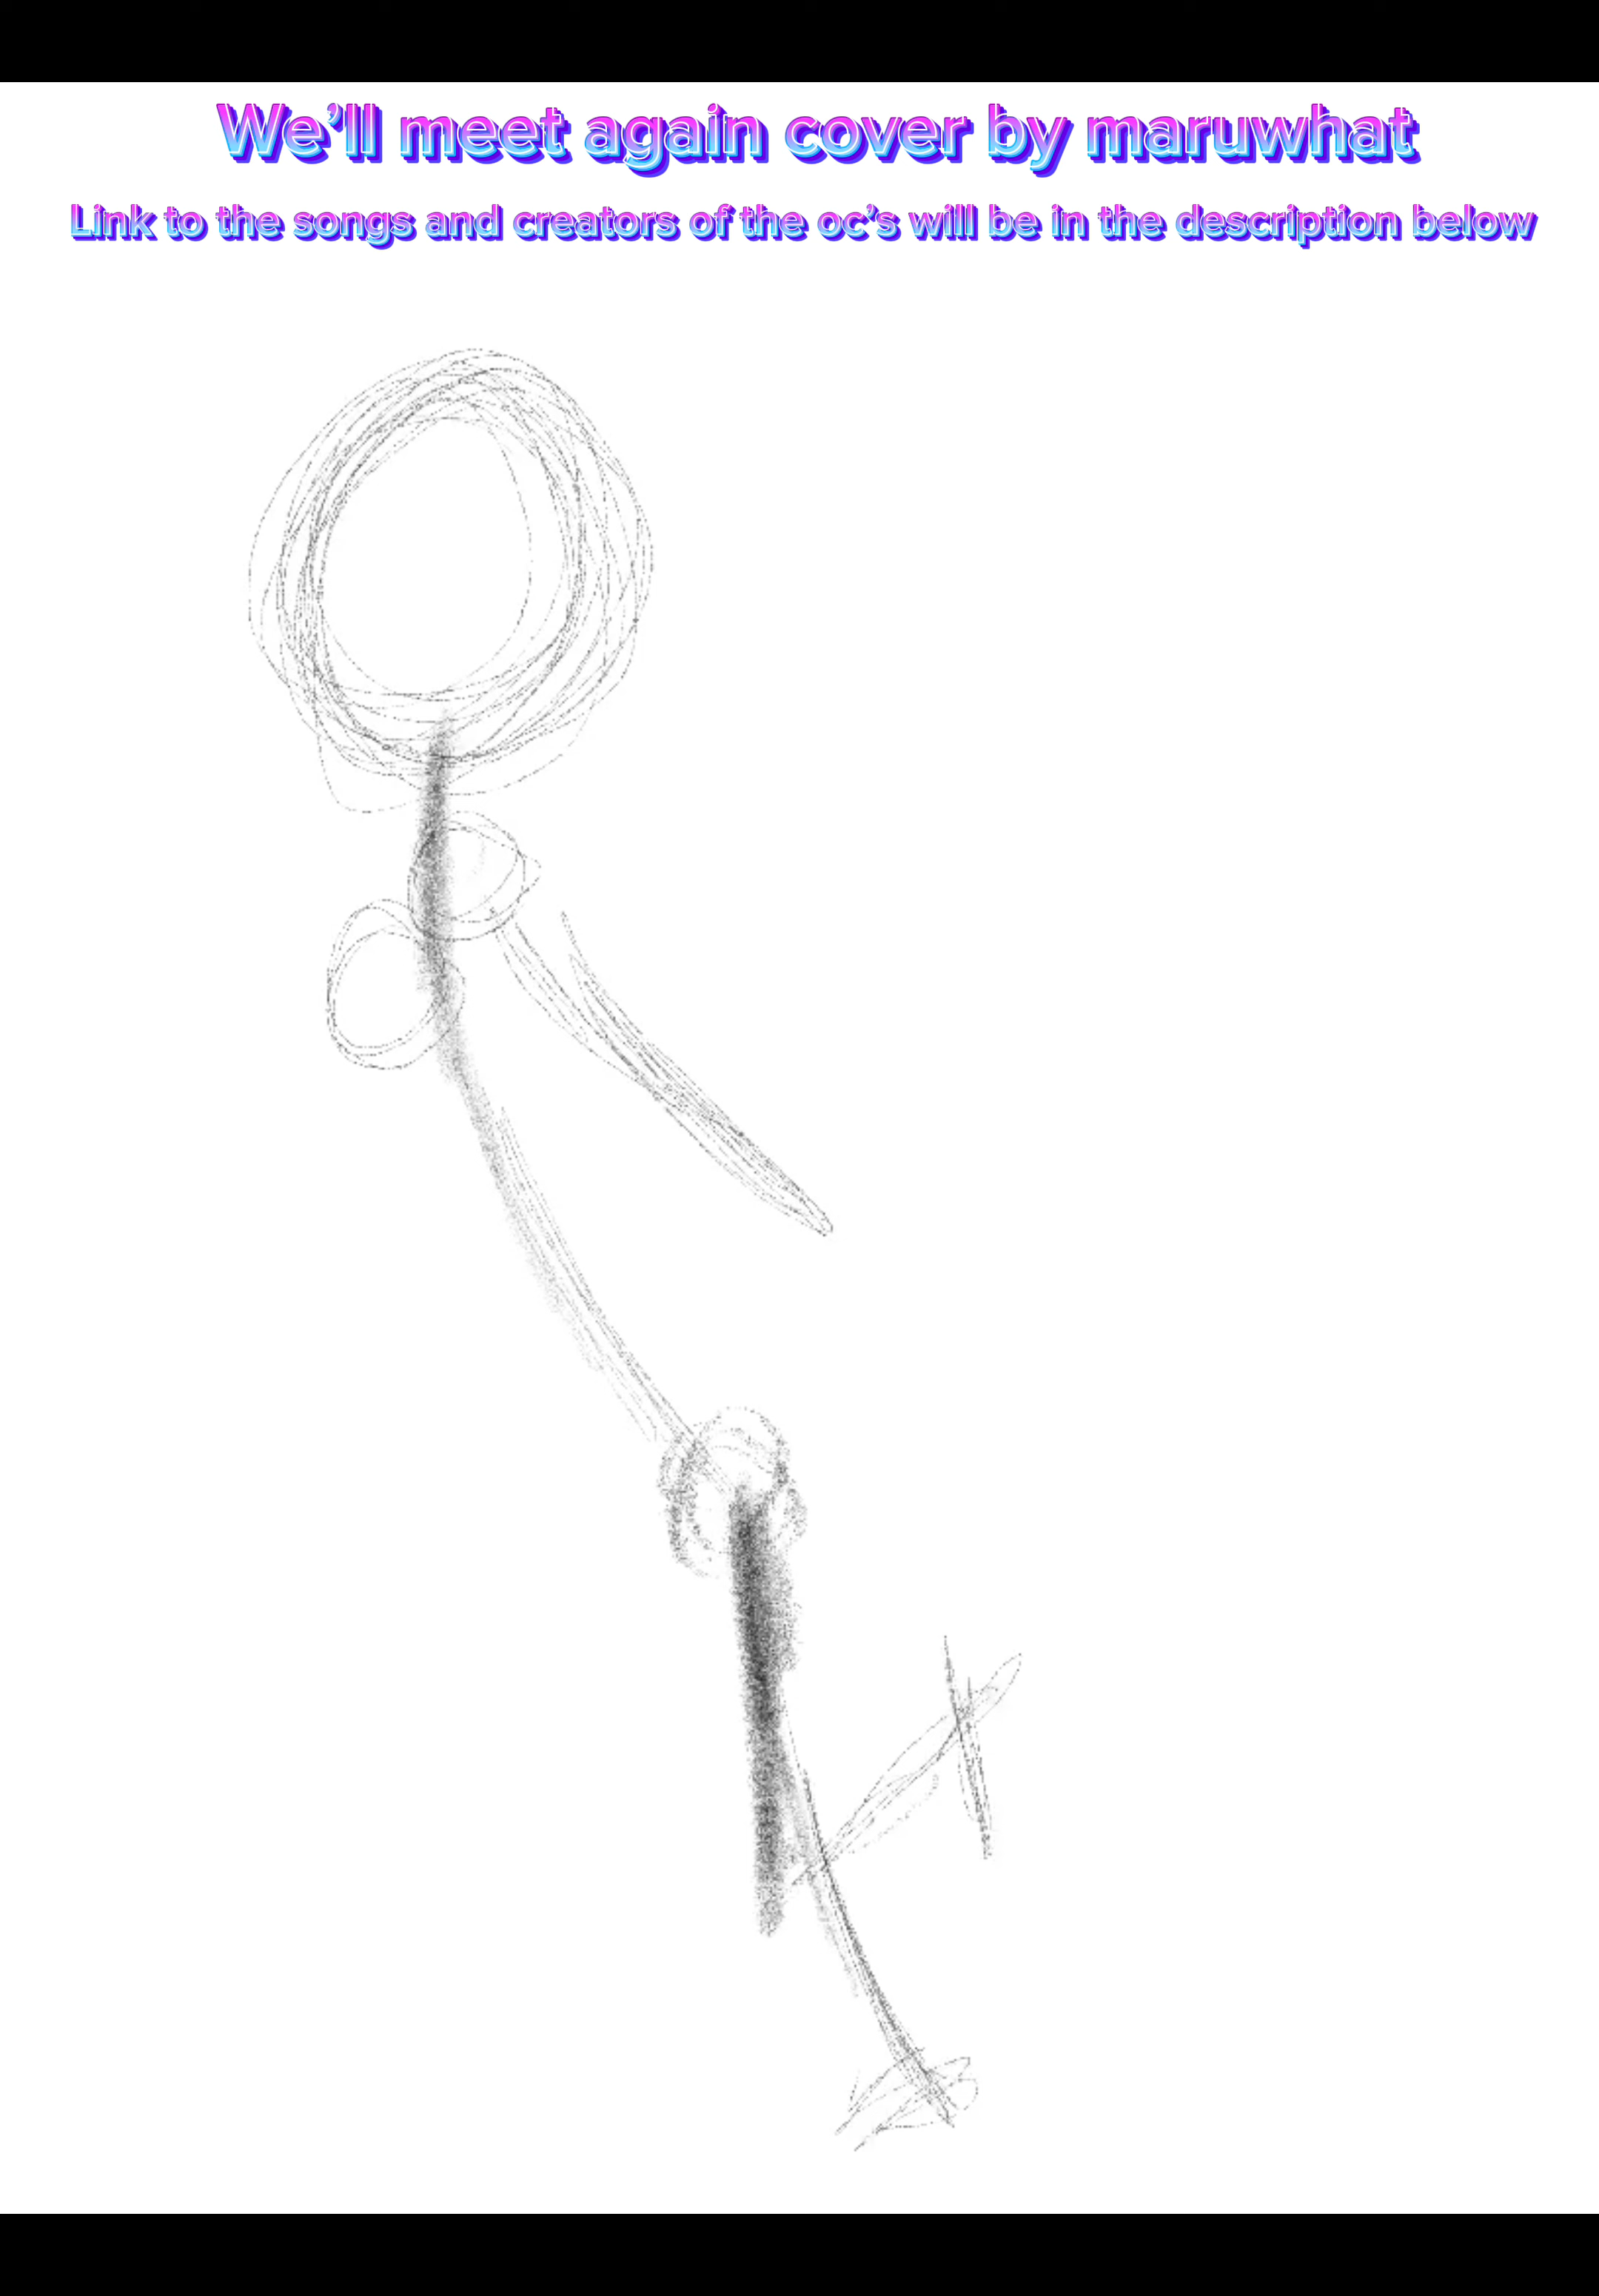 We'll meet again cover by maruwhat
Link to the songs and creators of the oc's will be in the description below